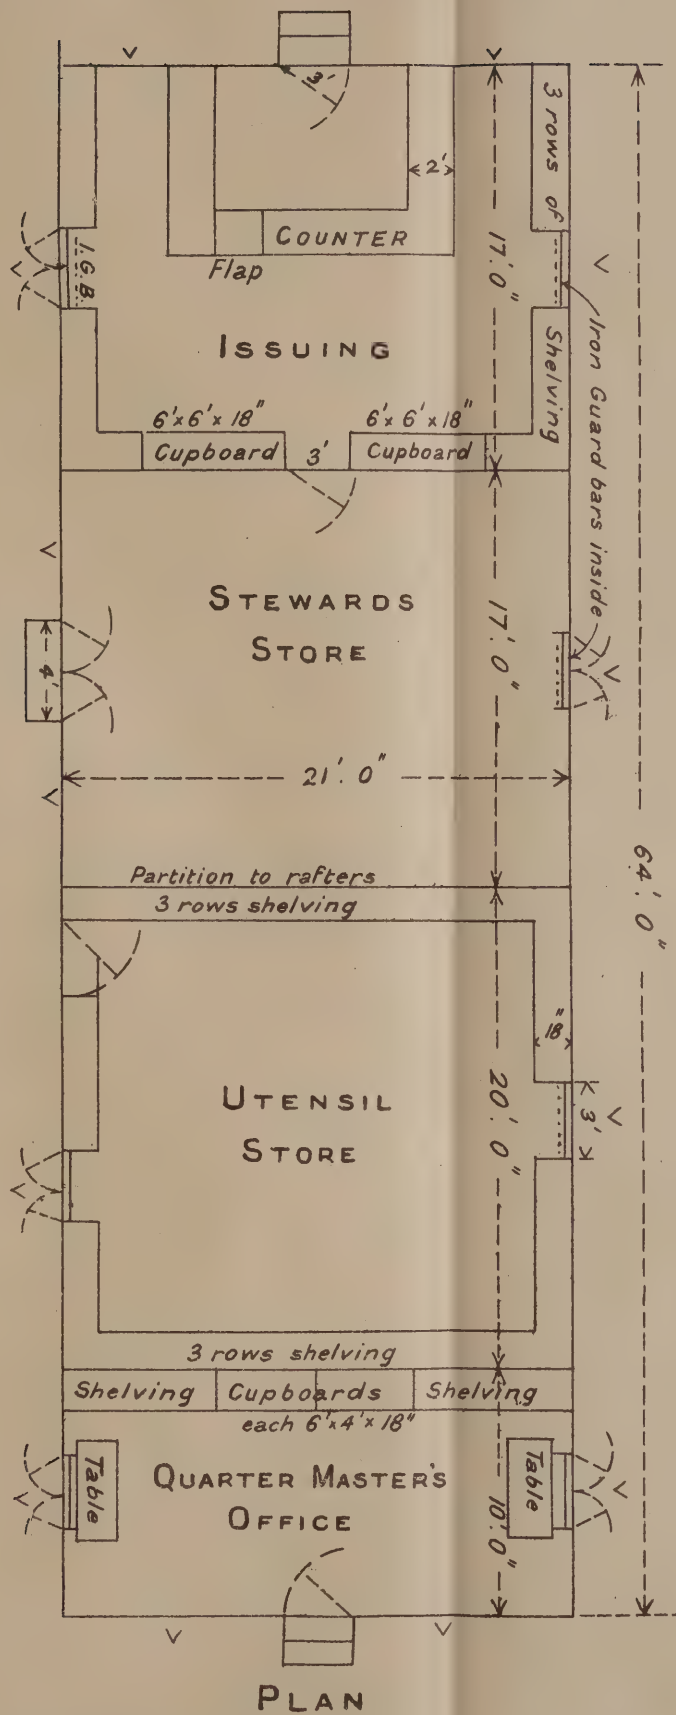 3'
3 rows of
2'
COUNTER
Flap
I.G.B.
17'.0"
ISSUING
Shelving
Iron Guard bars inside
6'x6'x18"
6'x6'x18"
Cupboard
3'
Cupboard
STEWARDS
STORE
17'.0"
4'
21'.0"
64'.0"
Partition to rafters
3 rows shelving
18"
UTENSIL
STORE
20'.0"
3'
3 rows shelving
Shelving
Cupboards
Shelving
each 6'x4'x18"
Table
QUARTER MASTER'S
OFFICE
10'.0"
Table
PLAN